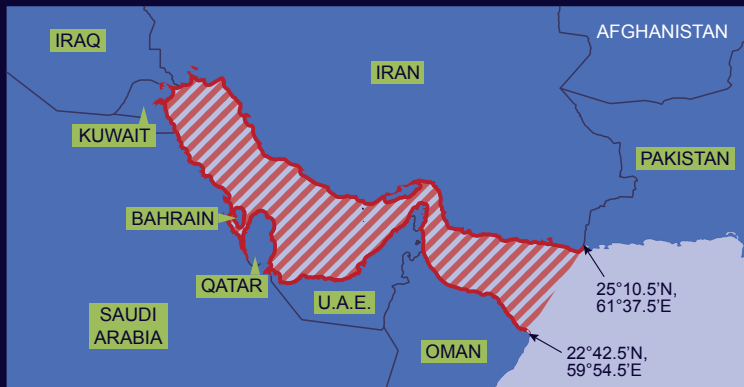 AFGHANISTAN
IRAQ
IRAN
KUWAIT
PAKISTAN
BAHRAIN
QATAR
25°10.5'N,
61°37.5'E
U.A.E.
SAUDI
ARABIA
OMAN
22°42.5'N,
59°54.5'E